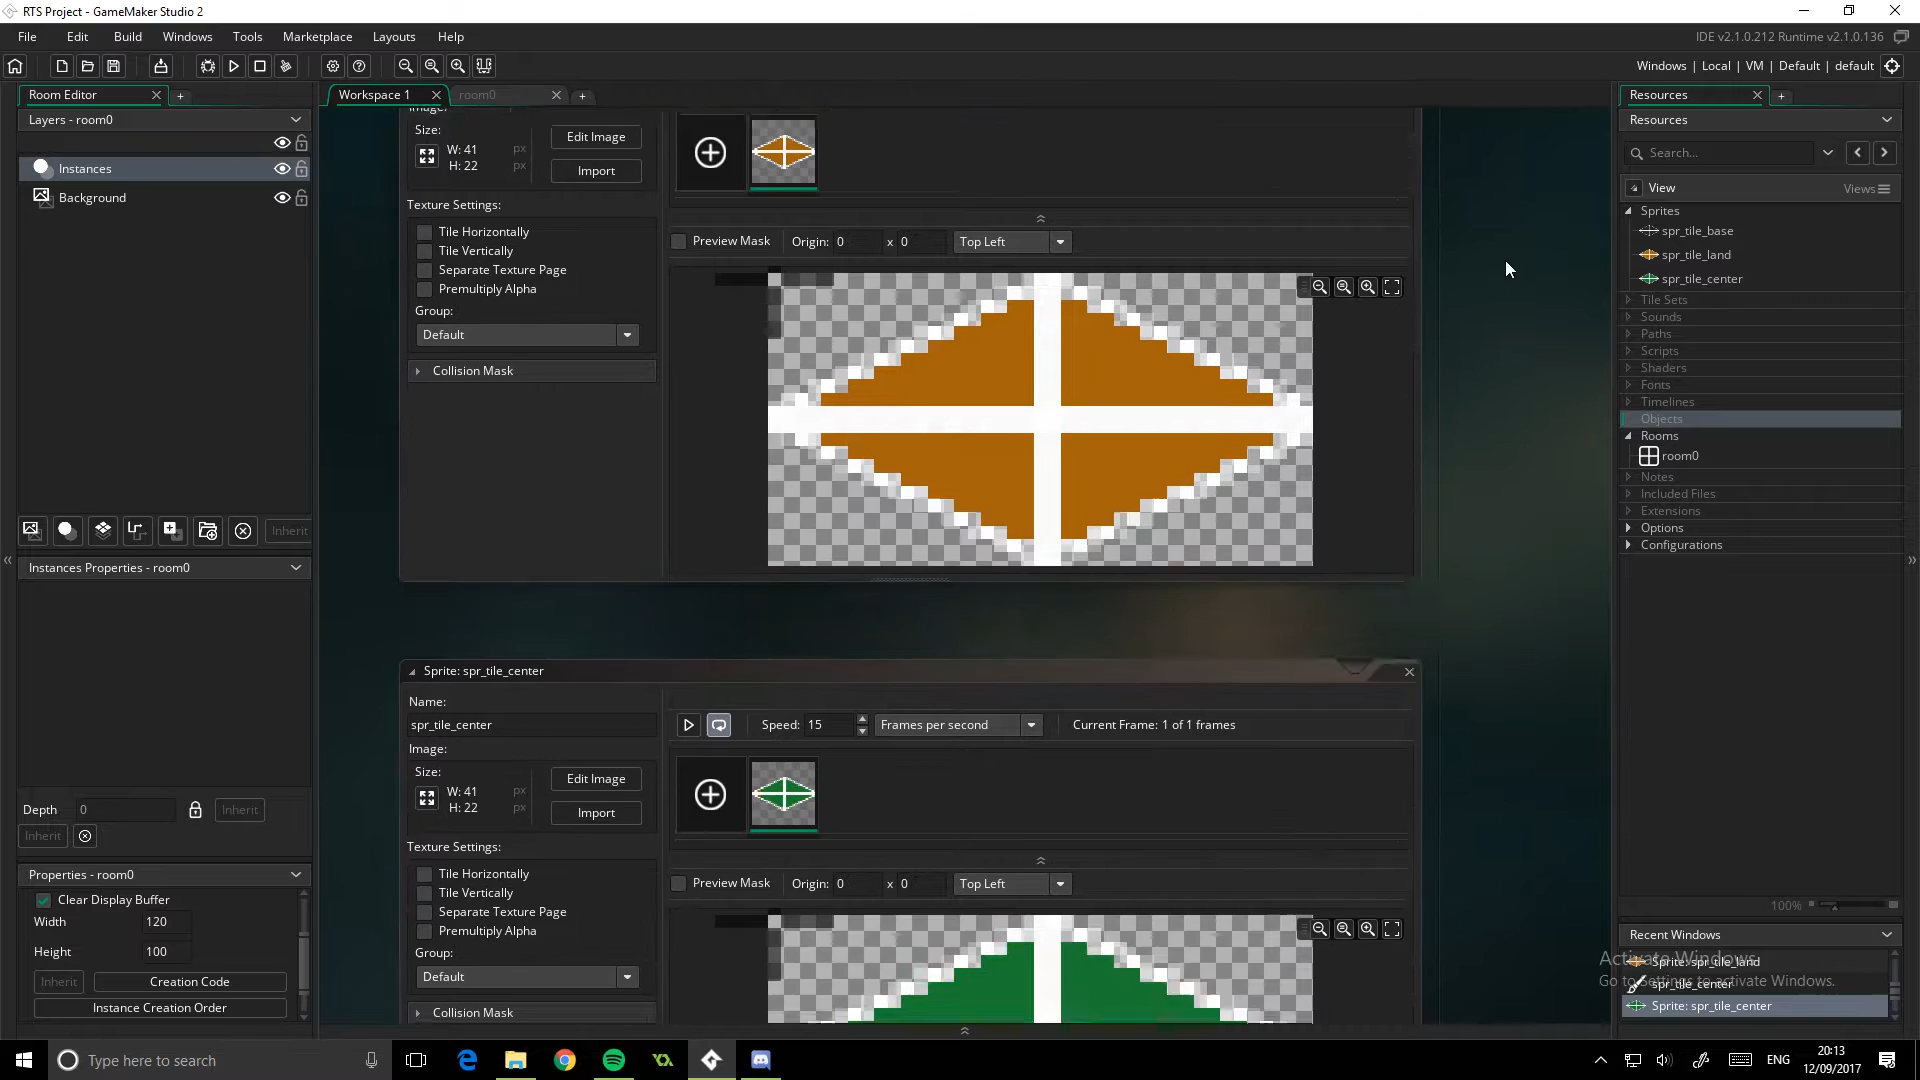 RTS Project - GameMaker Studio 2
File Edit Build Windows Tools Marketplace Layouts Help
IDE v2.1.0.212 Runtime v2.1.0.136
Windows | Local | VM | Default | default
Room Editor
Layers - room0
Instances
Background
Inherit
Instances Properties - room0
Depth 0 Inherit
Inherit
Properties - room0
Clear Display Buffer
Width 120
Height 100
Inherit Creation Code
Instance Creation Order
Workspace 1 room0
Image:
Size:
W: 41 px
H: 22 px
Edit Image
Import
Texture Settings:
Tile Horizontally
Tile Vertically
Separate Texture Page
Premultiply Alpha
Group:
Default
Collision Mask
Preview Mask Origin: 0 x 0 Top Left
Sprite: spr_tile_center
Name:
spr_tile_center
Image:
Size:
W: 41 px
H: 22 px
Edit Image
Import
Texture Settings:
Tile Horizontally
Tile Vertically
Separate Texture Page
Premultiply Alpha
Group:
Default
Collision Mask
Speed: 15 Frames per second Current Frame: 1 of 1 frames
Preview Mask Origin: 0 x 0 Top Left
Resources
Resources
Search...
View Views
Sprites
spr_tile_base
spr_tile_land
spr_tile_center
Tile Sets
Sounds
Paths
Scripts
Shaders
Fonts
Timelines
Objects
Rooms
room0
Notes
Included Files
Extensions
Options
Configurations
100%
Recent Windows
Sprite: spr_tile_land
spr_tile_center
Sprite: spr_tile_center
Activate Windows
Go to Settings to activate Windows.
Type here to search
ENG
20:13
12/09/2017